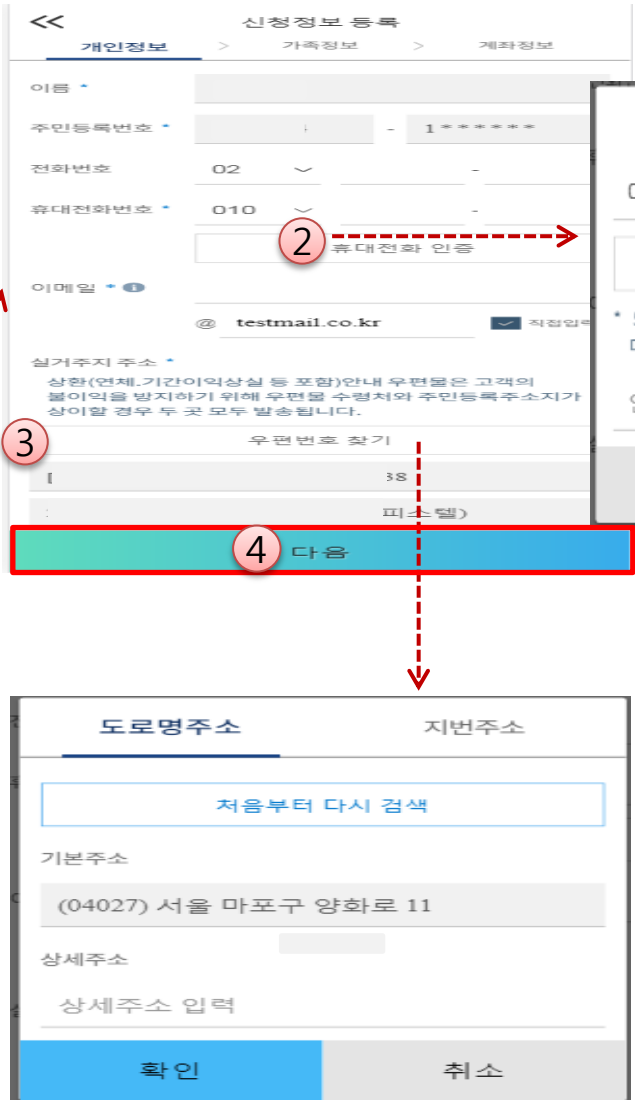 << 신청정보 등록
개인정보 > 가족정보 > 계좌정보
이름 *
주민등록번호 * - 1******
전화번호 02 -
휴대전화번호 * 010 -
2
휴대전화 인증
이메일 *
@ testmail.co.kr 직접입력
실거주지 주소 *
상환(연체.기간이익상실 등 포함)안내 우편물은 고객의
불이익을 방지하기 위해 우편물 수령처와 주민등록주소지가
상이할 경우 두 곳 모두 발송됩니다.
3
우편번호 찾기
38
피스텔)
4 다음
도로명주소 지번주소
처음부터 다시 검색
기본주소
(04027) 서울 마포구 양화로 11
상세주소
상세주소 입력
확인 취소